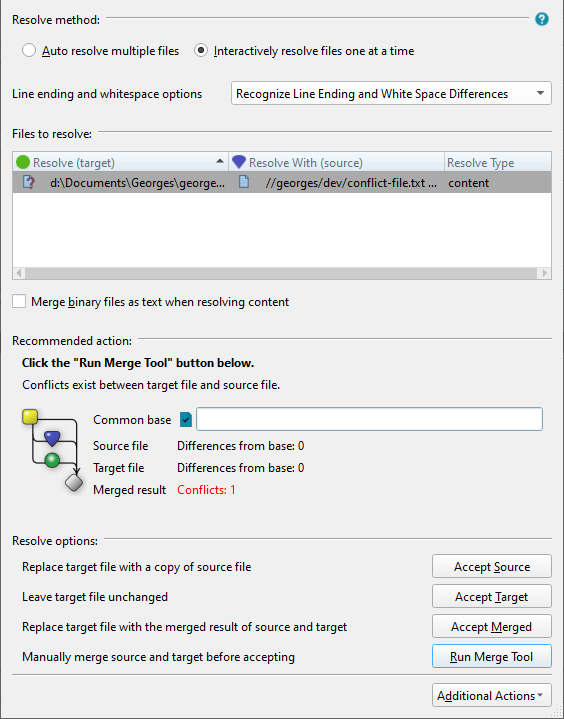 Resolve method:
Auto resolve multiple files
Interactively resolve files one at a time
Line ending and whitespace options
Recognize Line Ending and White Space Differences
Files to resolve:
Resolve (target) Resolve With (source) Resolve Type
d:\Documents\Georges\george... //georges/dev/conflict-file.txt ... content
Merge binary files as text when resolving content
Recommended action:
Click the "Run Merge Tool" button below.
Conflicts exist between target file and source file.
Common base
Source file Differences from base: 0
Target file Differences from base: 0
Merged result Conflicts: 1
Resolve options:
Replace target file with a copy of source file Accept Source
Leave target file unchanged Accept Target
Replace target file with the merged result of source and target Accept Merged
Manually merge source and target before accepting Run Merge Tool
Additional Actions